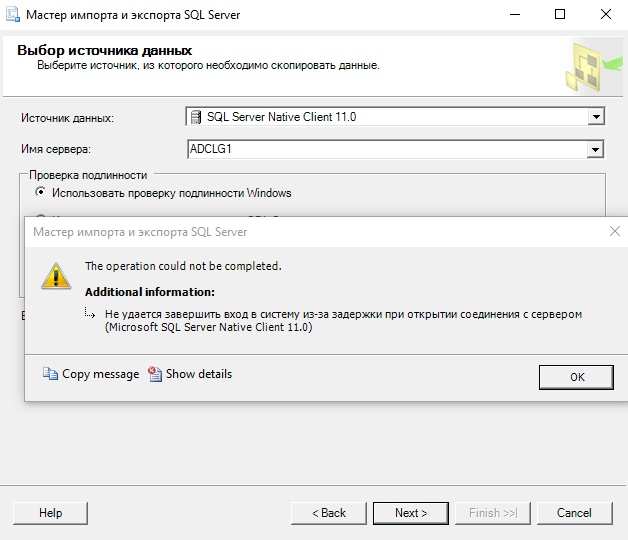 Мастер импорта и экспорта SQL Server
Выбор источника данных
Выберите источник, из которого необходимо скопировать данные.
Источник данных: SQL Server Native Client 11.0
Имя сервера: ADCLG1
Проверка подлинности
Использовать проверку подлинности Windows
Мастер импорта и экспорта SQL Server
The operation could not be completed.
Additional information:
Не удается завершить вход в систему из-за задержки при открытии соединения с сервером
(Microsoft SQL Server Native Client 11.0)
Copy message Show details OK
Help < Back Next > Finish >>| Cancel